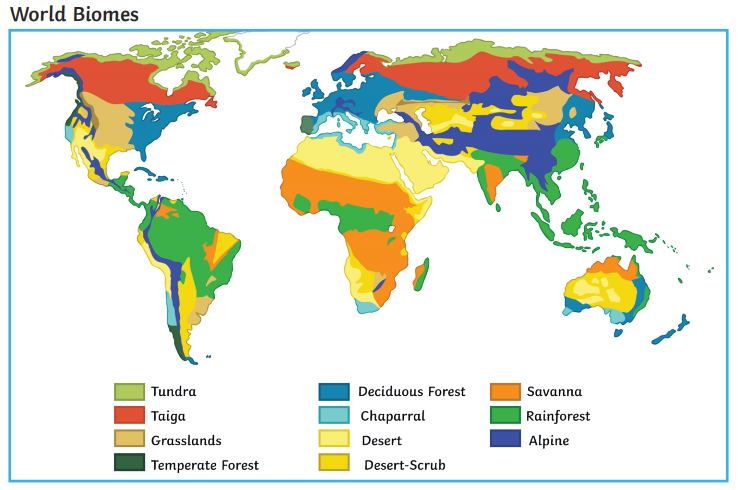 World Biomes
Tundra
Taiga
Grasslands
Temperate Forest
Deciduous Forest
Chaparral
Desert
Desert-Scrub
Savanna
Rainforest
Alpine